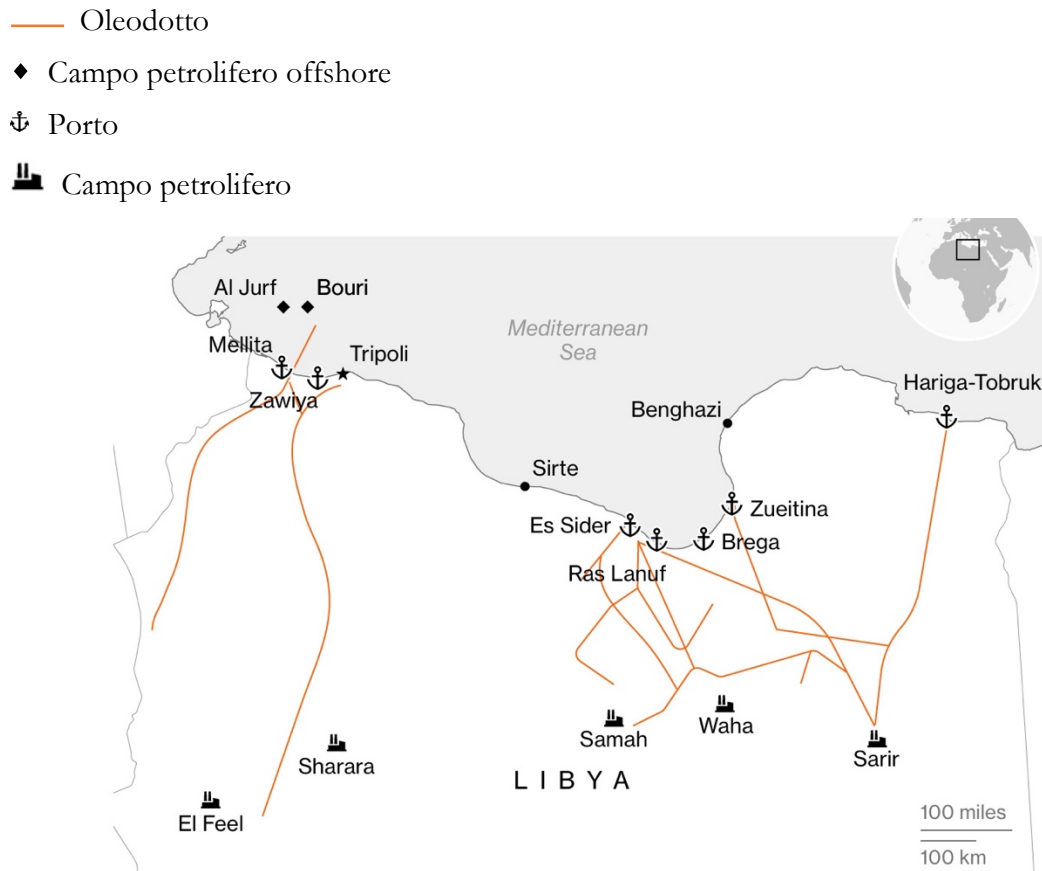 Oleodotto
Campo petrolifero offshore
Porto
Campo petrolifero
Al Jurf
Bouri
Mediterranean
Sea
Mellita
Tripoli
Zawiya
Hariga-Tobruk
Benghazi
Sirte
Zueitina
Es Sider
Brega
Ras Lanuf
Samah
Waha
Sarir
Sharara
LIBYA
El Feel
100 miles
100 km